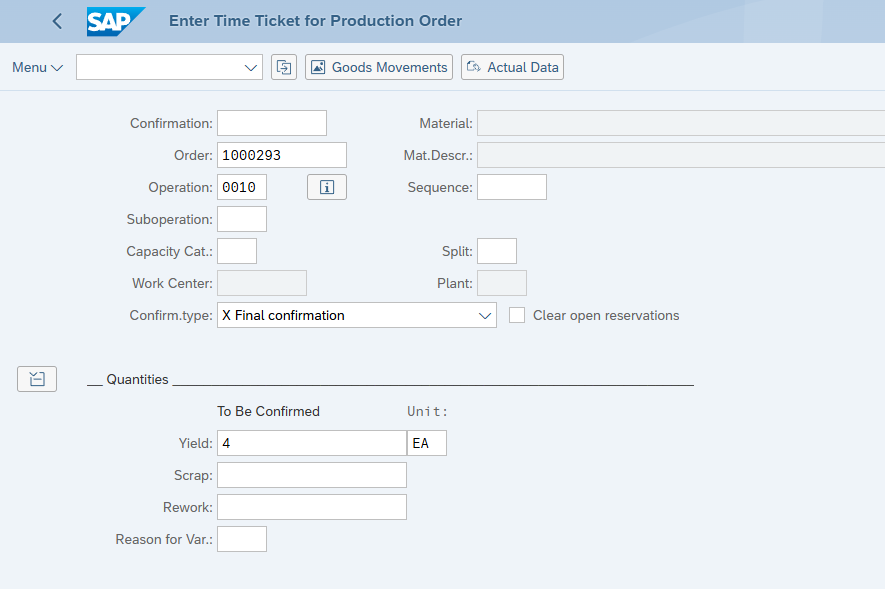 SAP Enter Time Ticket for Production Order
Menu Goods Movements Actual Data
Confirmation: Material:
Order: 1000293 Mat.Descr.:
Operation: 0010 Sequence:
Suboperation:
Capacity Cat.: Split:
Work Center: Plant:
Confirm.type: X Final confirmation Clear open reservations
Quantities
To Be Confirmed Unit:
Yield: 4 EA
Scrap:
Rework:
Reason for Var.: